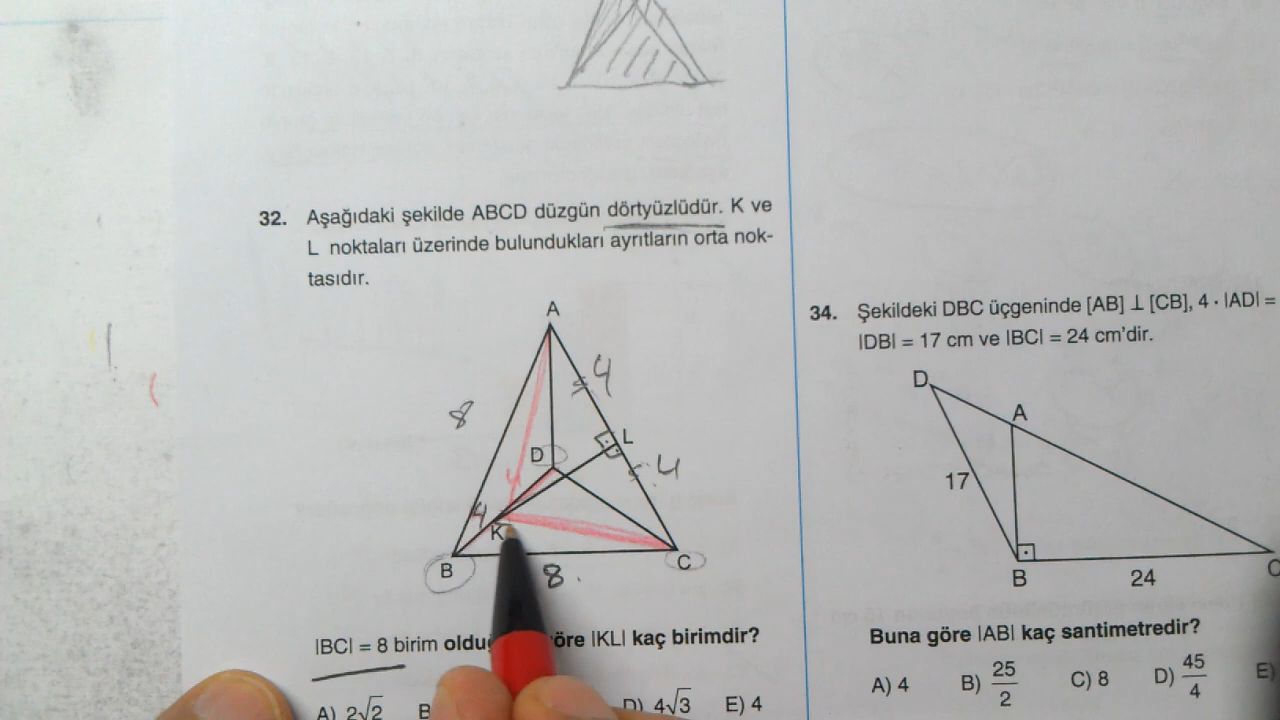 32. Aşağıdaki şekilde ABCD düzgün dörtyüzlüdür. K ve
L noktaları üzerinde bulundukları ayrıtların orta nok-
tasıdır.
A
8
4
L
D
4
4
4
K
B
8.
C
|BC| = 8 birim göre |KL| kaç birimdir?
A) 2√2 B D) 4√3 E) 4
34. Şekildeki DBC üçgeninde [AB] ⊥ [CB], 4 · |AD| =
|DB| = 17 cm ve |BC| = 24 cm'dir.
D
A
17
B
24
C
Buna göre |AB| kaç santimetredir?
A) 4 B) 25/2 C) 8 D) 45/4 E)